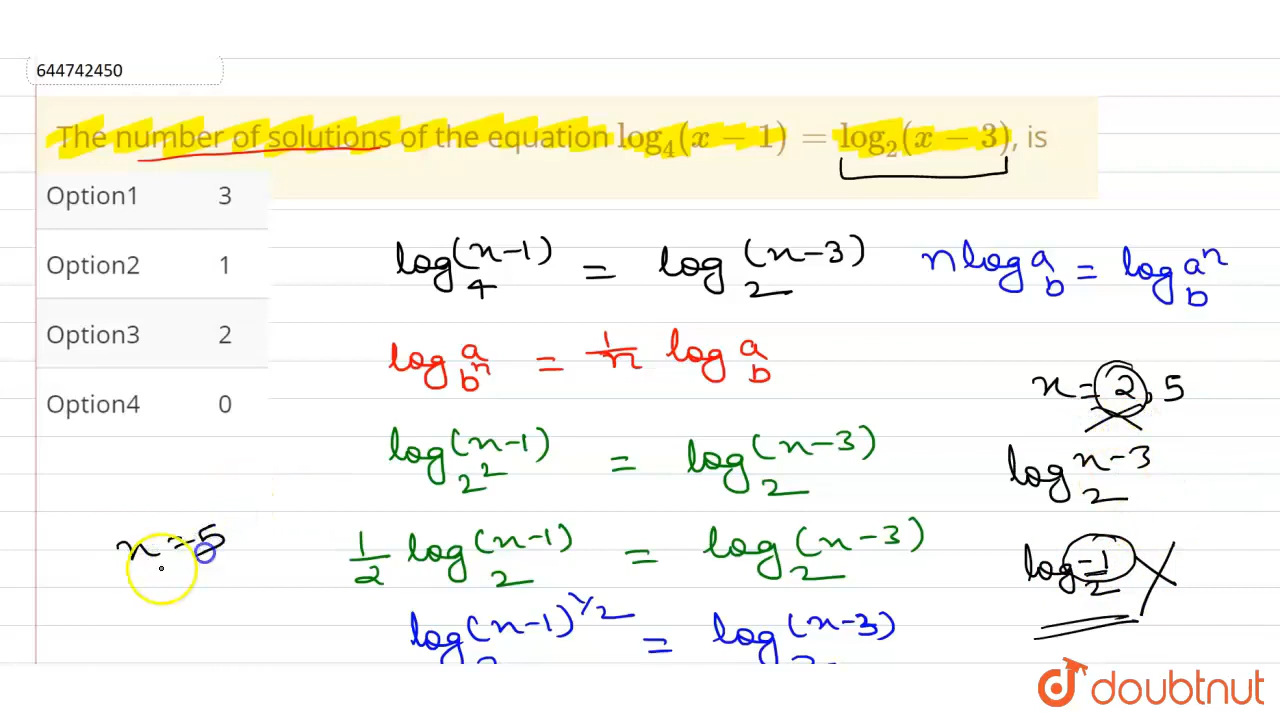 644742450
The number of solutions of the equation log₄(x − 1) = log₂(x − 3), is
Option1 3
Option2 1
Option3 2
Option4 0
log₄(x-1) = log₂(x-3)
n log_b a = log_b aⁿ
log_bⁿ a = 1/n log_b a
x = 2, 5
log_2² (x-1) = log₂(x-3)
log₂ x-3
x = 5
1/2 log₂(x-1) = log₂(x-3)
log₂ -1
log₂(x-1)^1/2 = log₂(x-3)
doubtnut